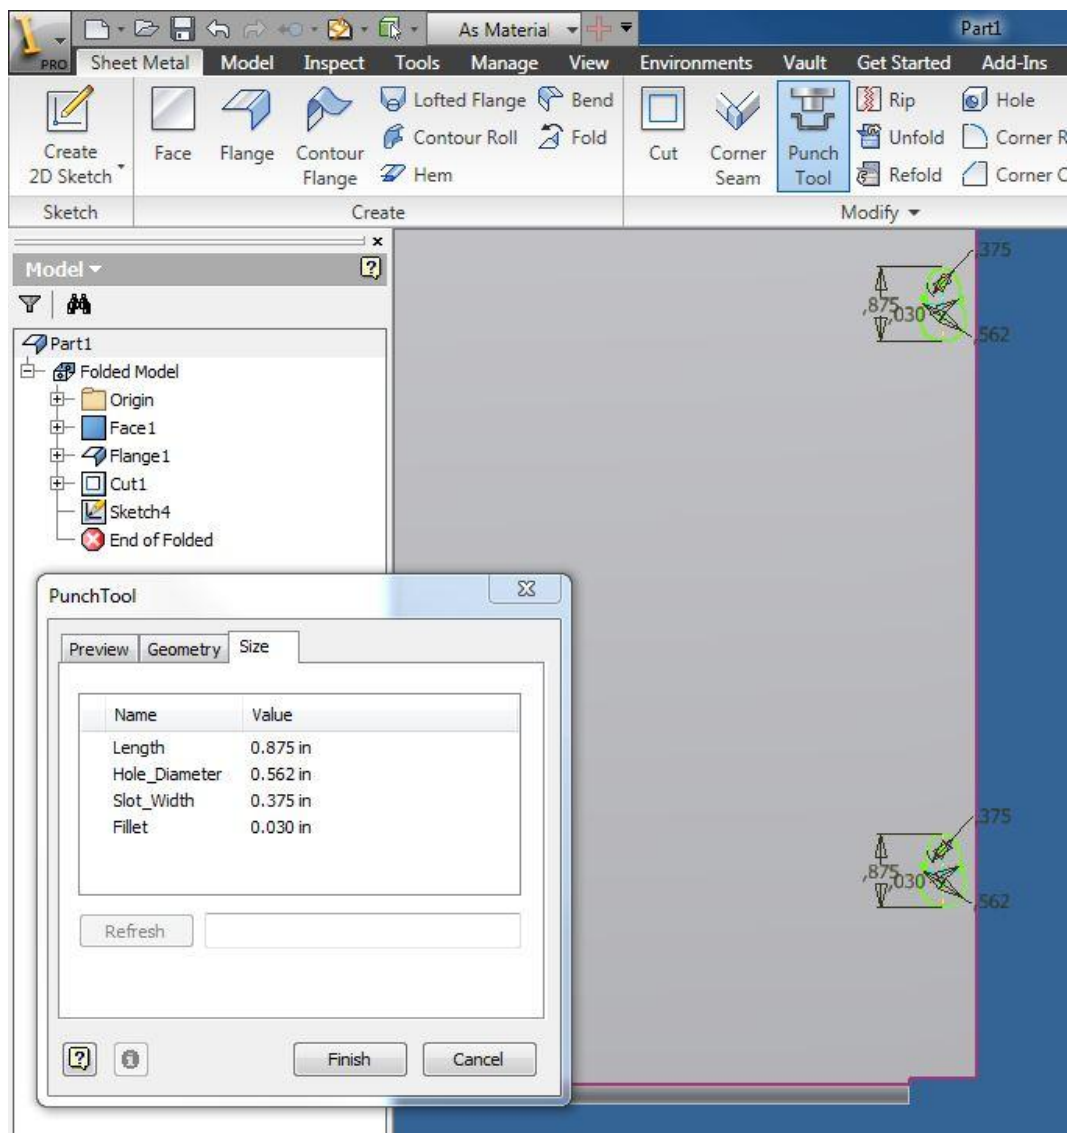 As Material
Part1
PRO
Sheet Metal Model Inspect Tools Manage View Environments Vault Get Started Add-Ins
Create
2D Sketch
Face
Flange
Contour
Flange
Lofted Flange
Contour Roll
Hem
Bend
Fold
Cut
Corner
Seam
Punch
Tool
Rip
Unfold
Refold
Hole
Corner R
Corner C
Sketch Create Modify
Model
Part1
Folded Model
Origin
Face1
Flange1
Cut1
Sketch4
End of Folded
,375
,875
,030
,562
PunchTool
Preview Geometry Size
Name Value
Length 0.875 in
Hole_Diameter 0.562 in
Slot_Width 0.375 in
Fillet 0.030 in
Refresh
Finish Cancel
,375
,875
,030
,562